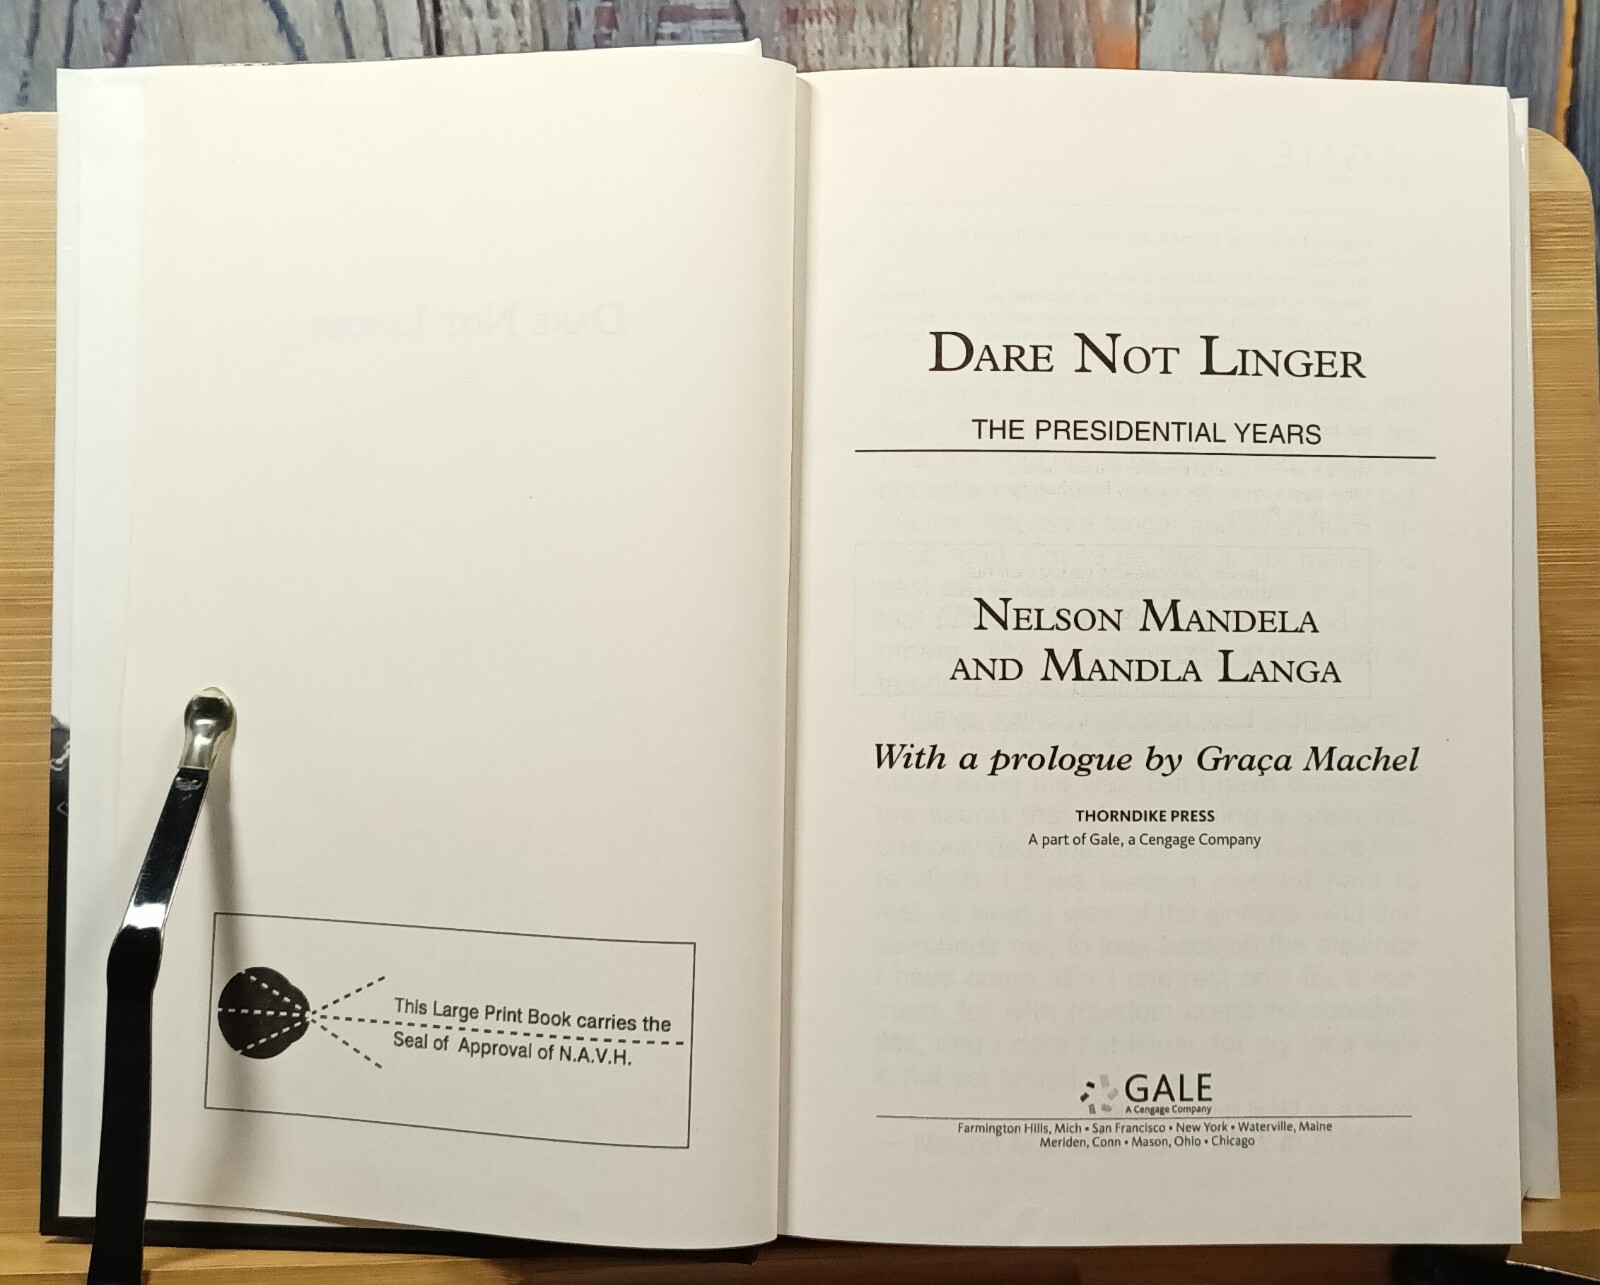 This Large Print Book carries the
Seal of Approval of N.A.V.H.
DARE NOT LINGER
THE PRESIDENTIAL YEARS
NELSON MANDELA
AND MANDLA LANGA
With a prologue by Graça Machel
THORNDIKE PRESS
A part of Gale, a Cengage Company
GALE
A Cengage Company
Farmington Hills, Mich • San Francisco • New York • Waterville, Maine
Meriden, Conn • Mason, Ohio • Chicago